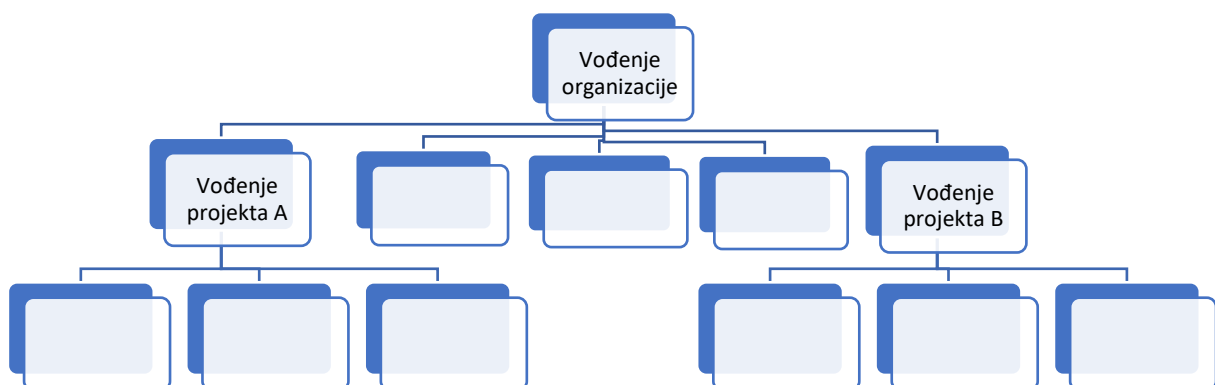 Vođenje
organizacije
Vođenje
projekta A
Vođenje
projekta B